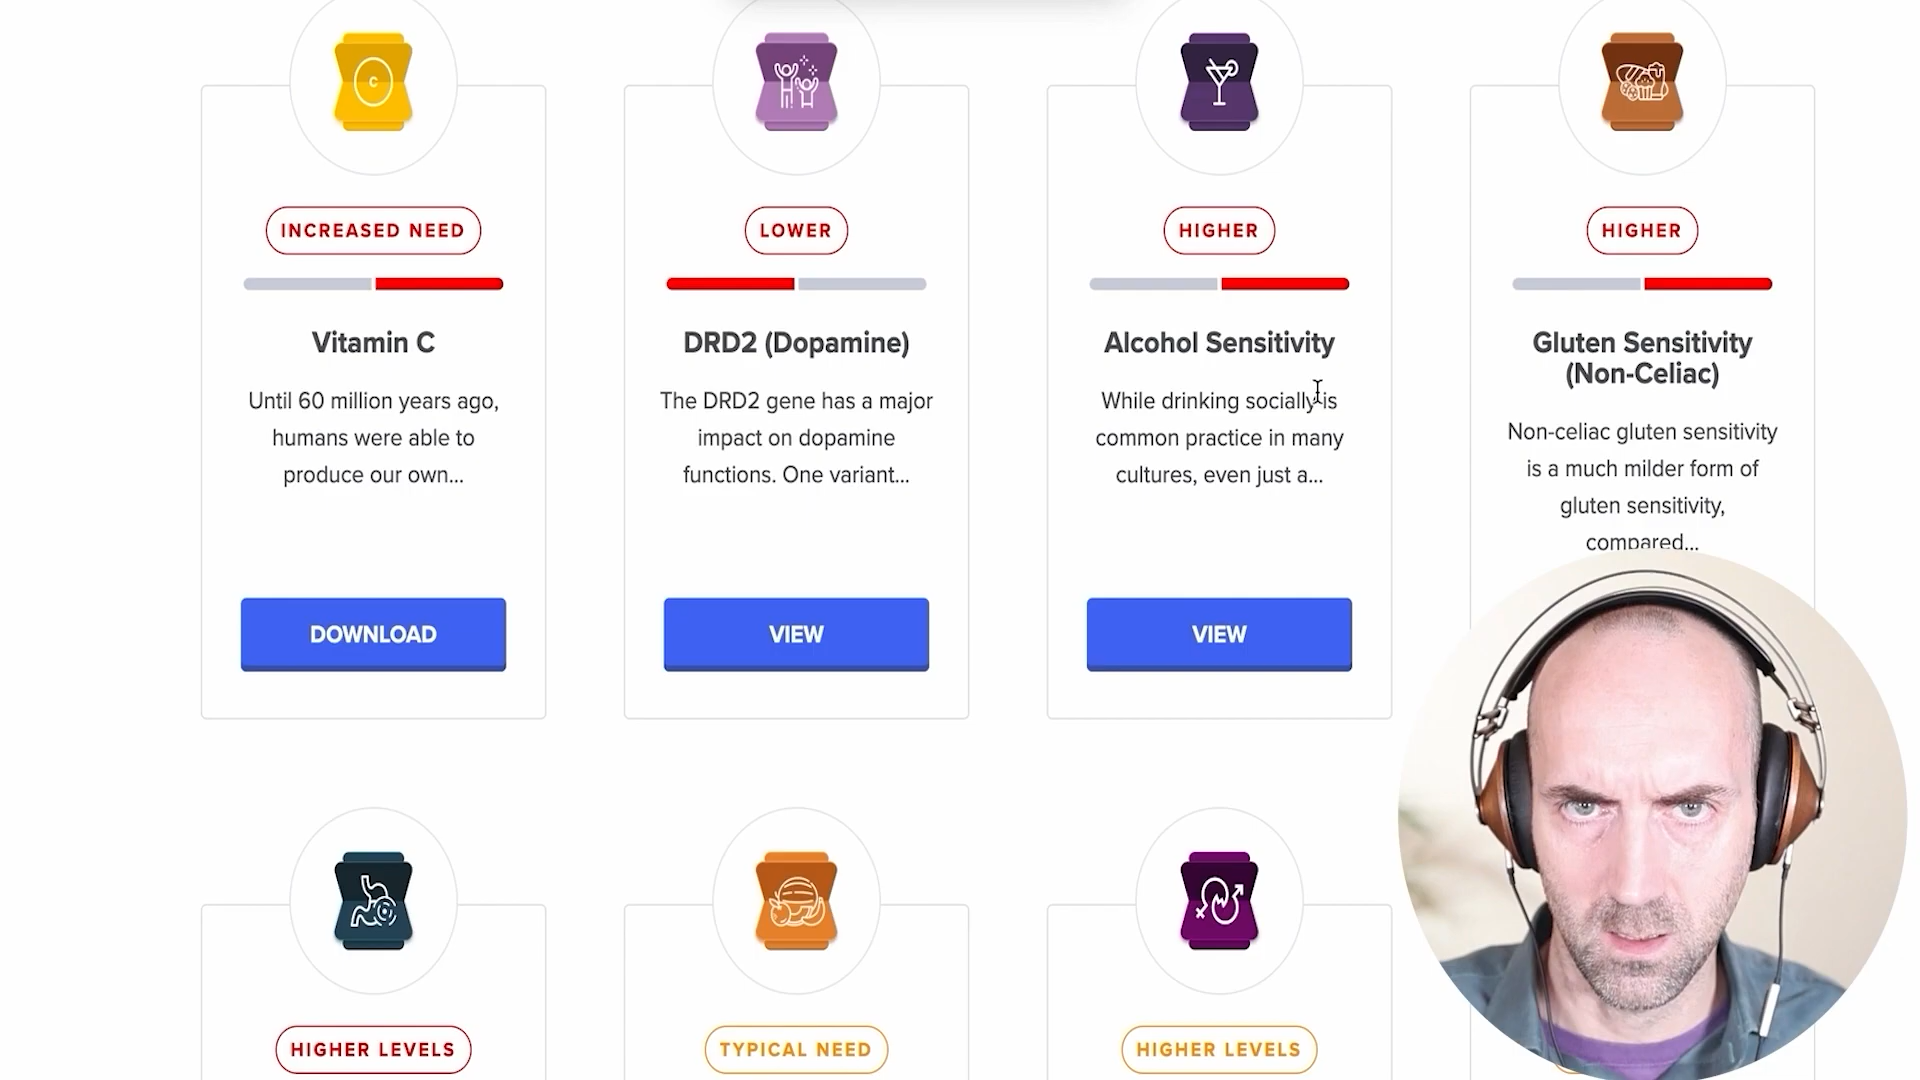 C
INCREASED NEED
Vitamin C
Until 60 million years ago,
humans were able to
produce our own...
DOWNLOAD
LOWER
DRD2 (Dopamine)
The DRD2 gene has a major
impact on dopamine
functions. One variant...
VIEW
HIGHER
Alcohol Sensitivity
While drinking socially is
common practice in many
cultures, even just a...
VIEW
HIGHER
Gluten Sensitivity
(Non-Celiac)
Non-celiac gluten sensitivity
is a much milder form of
gluten sensitivity,
compared...
HIGHER LEVELS
TYPICAL NEED
HIGHER LEVELS